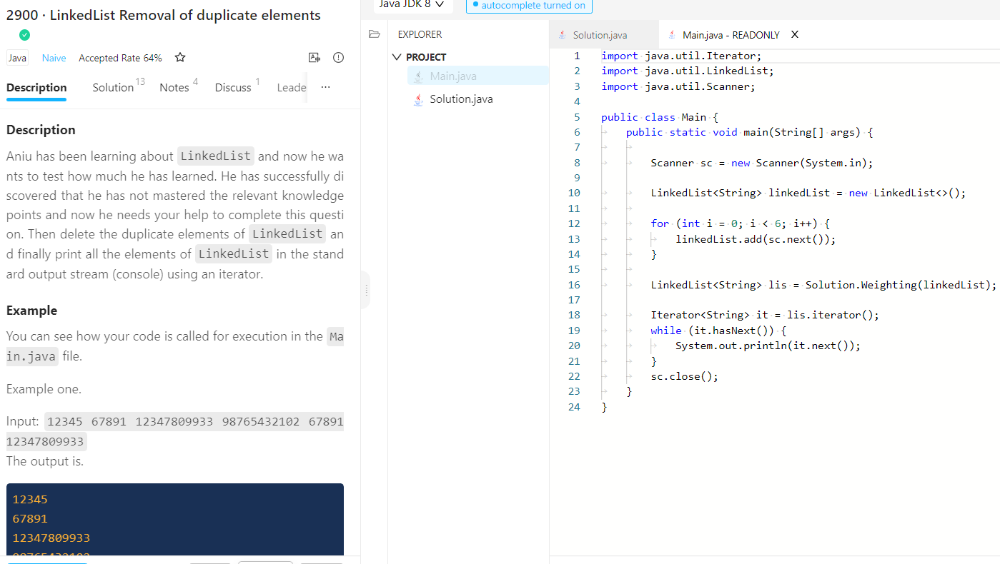 2900 · LinkedList Removal of duplicate elements
Java Naive Accepted Rate 64%
Description Solution 13 Notes 4 Discuss 1 Leade ...
Description
Aniu has been learning about LinkedList and now he wa
nts to test how much he has learned. He has successfully di
scovered that he has not mastered the relevant knowledge
points and now he needs your help to complete this questi
on. Then delete the duplicate elements of LinkedList an
d finally print all the elements of LinkedList in the stand
ard output stream (console) using an iterator.
Example
You can see how your code is called for execution in the Ma
in.java file.
Example one.
Input: 12345 67891 12347809933 98765432102 67891
12347809933
The output is.
12345
67891
12347809933
98765432102
Java JDK 8
autocomplete turned on
EXPLORER
PROJECT
Main.java
Solution.java
Solution.java
Main.java - READONLY X
1 import java.util.Iterator;
2 import java.util.LinkedList;
3 import java.util.Scanner;
4
5 public class Main {
6 public static void main(String[] args) {
7
8 Scanner sc = new Scanner(System.in);
9
10 LinkedList<String> linkedList = new LinkedList<>();
11
12 for (int i = 0; i < 6; i++) {
13 linkedList.add(sc.next());
14 }
15
16 LinkedList<String> lis = Solution.Weighting(linkedList);
17
18 Iterator<String> it = lis.iterator();
19 while (it.hasNext()) {
20 System.out.println(it.next());
21 }
22 sc.close();
23 }
24 }